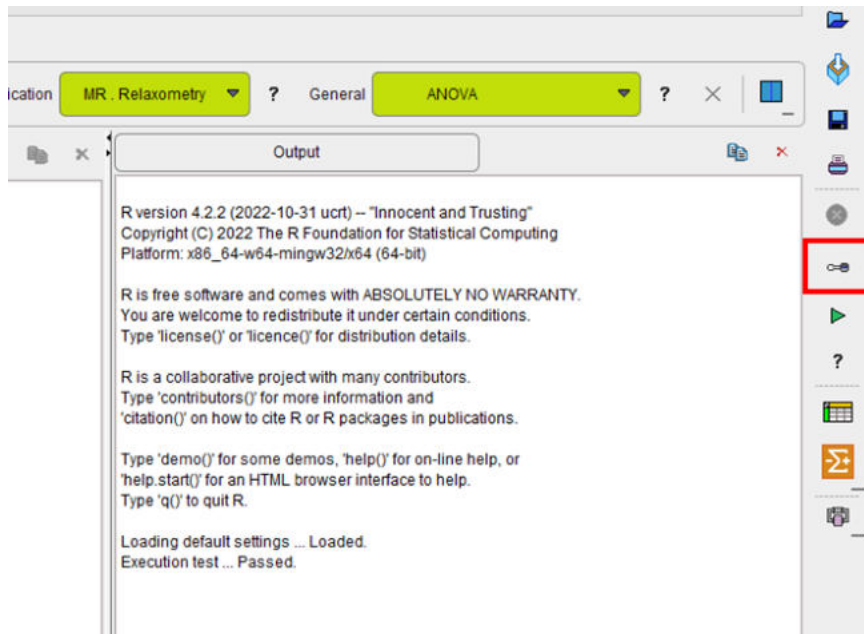 ication MR . Relaxometry ? General ANOVA ?
Output
R version 4.2.2 (2022-10-31 ucrt) -- "Innocent and Trusting"
Copyright (C) 2022 The R Foundation for Statistical Computing
Platform: x86_64-w64-mingw32/x64 (64-bit)
R is free software and comes with ABSOLUTELY NO WARRANTY.
You are welcome to redistribute it under certain conditions.
Type 'license()' or 'licence()' for distribution details.
R is a collaborative project with many contributors.
Type 'contributors()' for more information and
'citation()' on how to cite R or R packages in publications.
Type 'demo()' for some demos, 'help()' for on-line help, or
'help.start()' for an HTML browser interface to help.
Type 'q()' to quit R.
Loading default settings ... Loaded.
Execution test ... Passed.
?